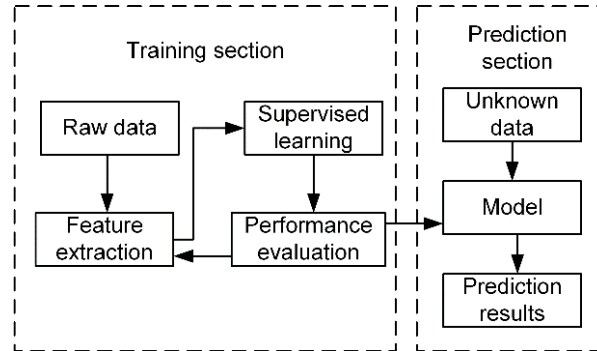 Training section
Raw data
Supervised
learning
Feature
extraction
Performance
evaluation
Prediction
section
Unknown
data
Model
Prediction
results